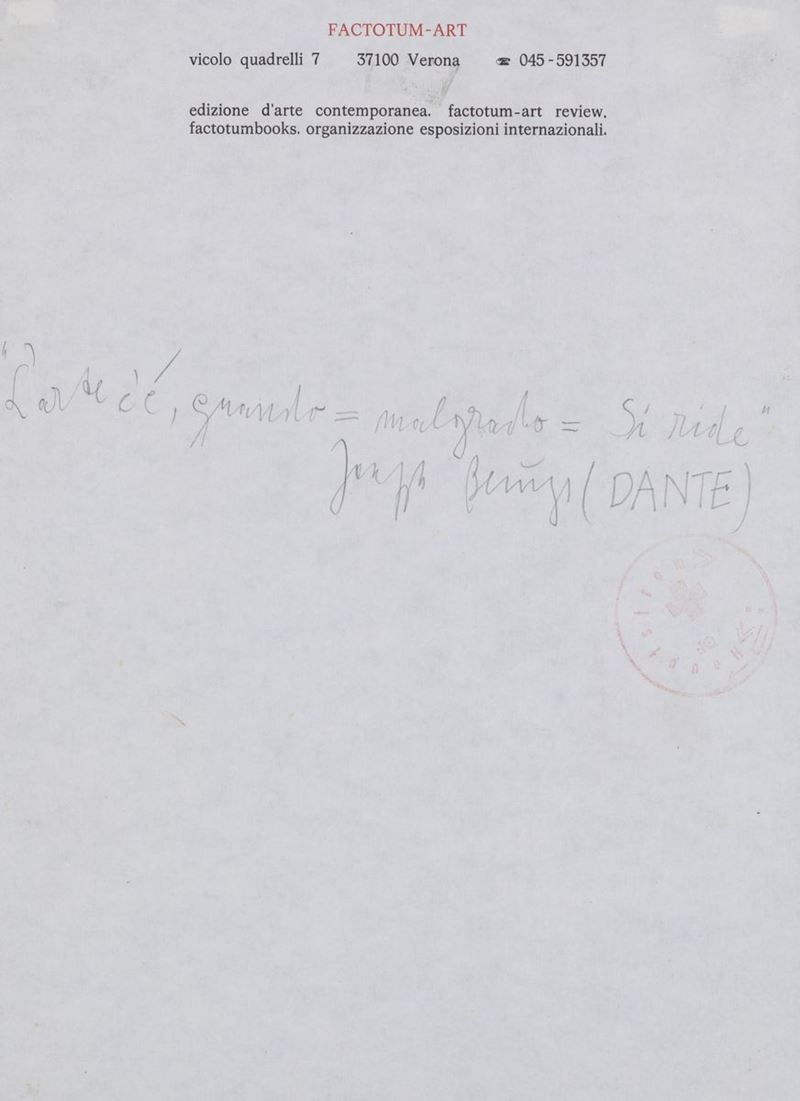 FACTOTUM-ART
vicolo quadrelli 7 37100 Verona ☎ 045-591357
edizione d'arte contemporanea. factotum-art review.
factotumbooks. organizzazione esposizioni internazionali.
"L'arte c'è, quando = malgrado = Si ride"
Joseph Beuys (DANTE)